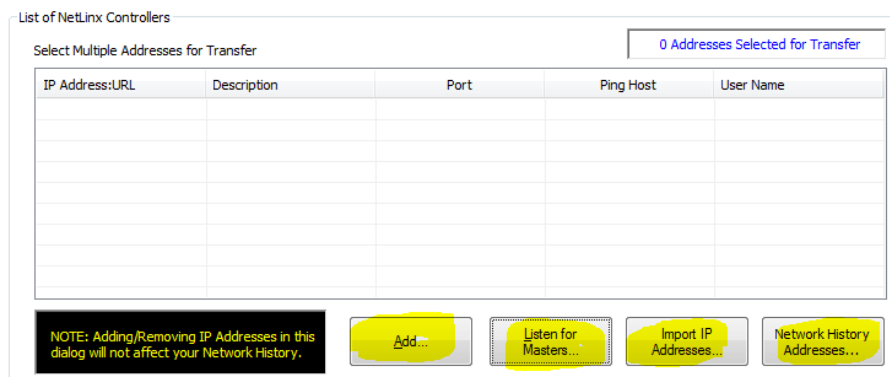 List of NetLinx Controllers
Select Multiple Addresses for Transfer
0 Addresses Selected for Transfer
IP Address:URL Description Port Ping Host User Name
NOTE: Adding/Removing IP Addresses in this
dialog will not affect your Network History.
Add...
Listen for
Masters...
Import IP
Addresses...
Network History
Addresses...